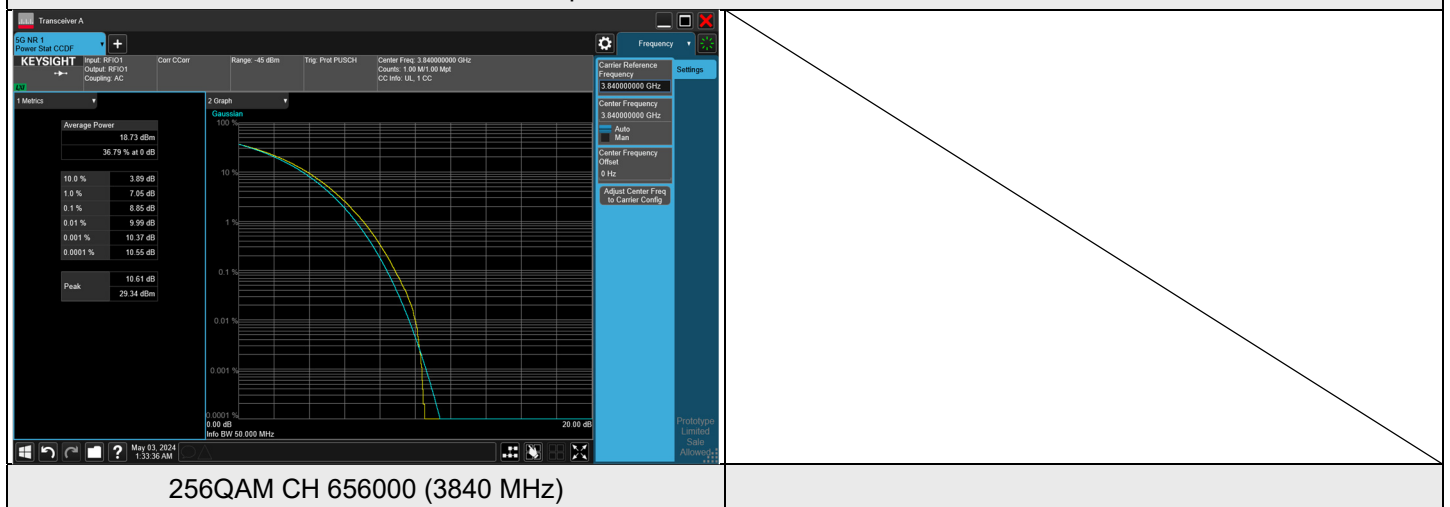 Transceiver A
5G NR 1
Power Stat CCDF
+
Frequency
KEYSIGHT
LXI
Input: RFIO1
Output: RFIO1
Coupling: AC
Corr CCorr
Range: -45 dBm
Trig: Prot PUSCH
Center Freq: 3.840000000 GHz
Counts: 1.00 M/1.00 Mpt
CC Info: UL, 1 CC
Carrier Reference
Frequency
3.840000000 GHz
Settings
Center Frequency
3.840000000 GHz
Auto
Man
Center Frequency
Offset
0 Hz
Adjust Center Freq
to Carrier Config
1 Metrics
Average Power
18.73 dBm
36.79 % at 0 dB
10.0 % 3.89 dB
1.0 % 7.05 dB
0.1 % 8.85 dB
0.01 % 9.99 dB
0.001 % 10.37 dB
0.0001 % 10.55 dB
Peak
10.61 dB
29.34 dBm
2 Graph
Gaussian
100 %
10 %
1 %
0.1 %
0.01 %
0.001 %
0.0001 %
0.00 dB
20.00 dB
Info BW 50.000 MHz
Prototype
Limited
Sale
Allowed
?
May 03, 2024
1:33:36 AM
256QAM CH 656000 (3840 MHz)